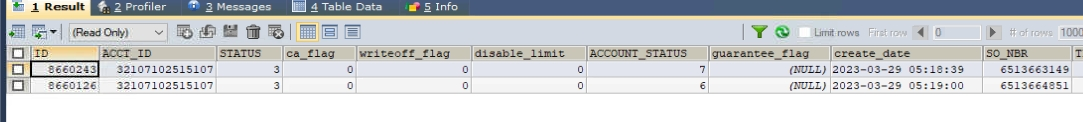 1 Result 2 Profiler 3 Messages 4 Table Data 5 Info
(Read Only) Limit rows First row 0 # of rows 1000
ID ACCT_ID STATUS ca_flag writeoff_flag disable_limit ACCOUNT_STATUS guarantee_flag create_date SO_NBR
8660243 32107102515107 3 0 0 0 7 (NULL) 2023-03-29 05:18:39 6513663149
8660126 32107102515107 3 0 0 0 6 (NULL) 2023-03-29 05:19:00 6513664851